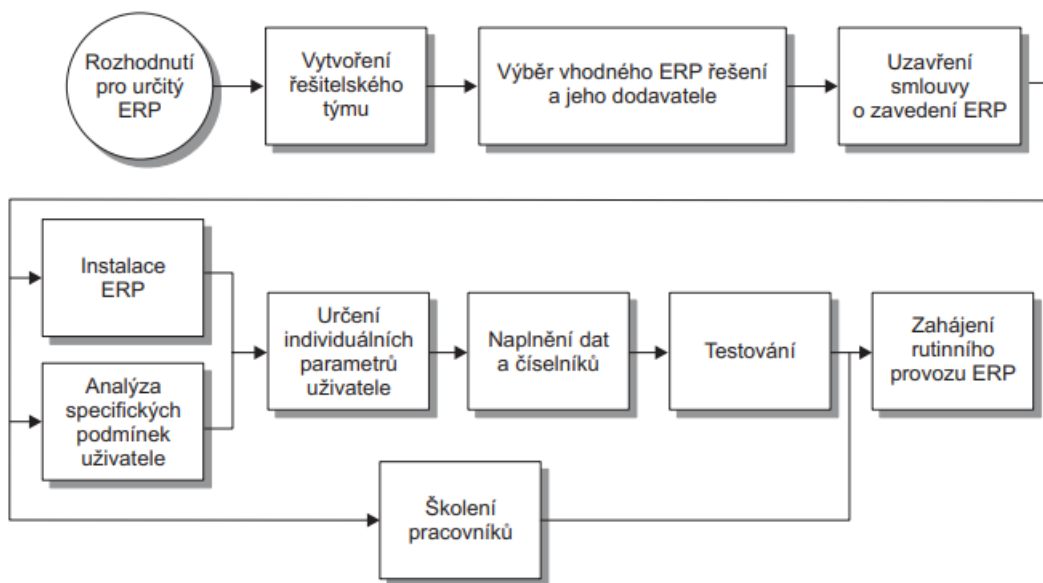 Rozhodnutí
pro určitý
ERP
Vytvoření
řešitelského
týmu
Výběr vhodného ERP řešení
a jeho dodavatele
Uzavření
smlouvy
o zavedení ERP
Instalace
ERP
Analýza
specifických
podmínek
uživatele
Určení
individuálních
parametrů
uživatele
Naplnění dat
a číselníků
Testování
Zahájení
rutinního
provozu ERP
Školení
pracovníků